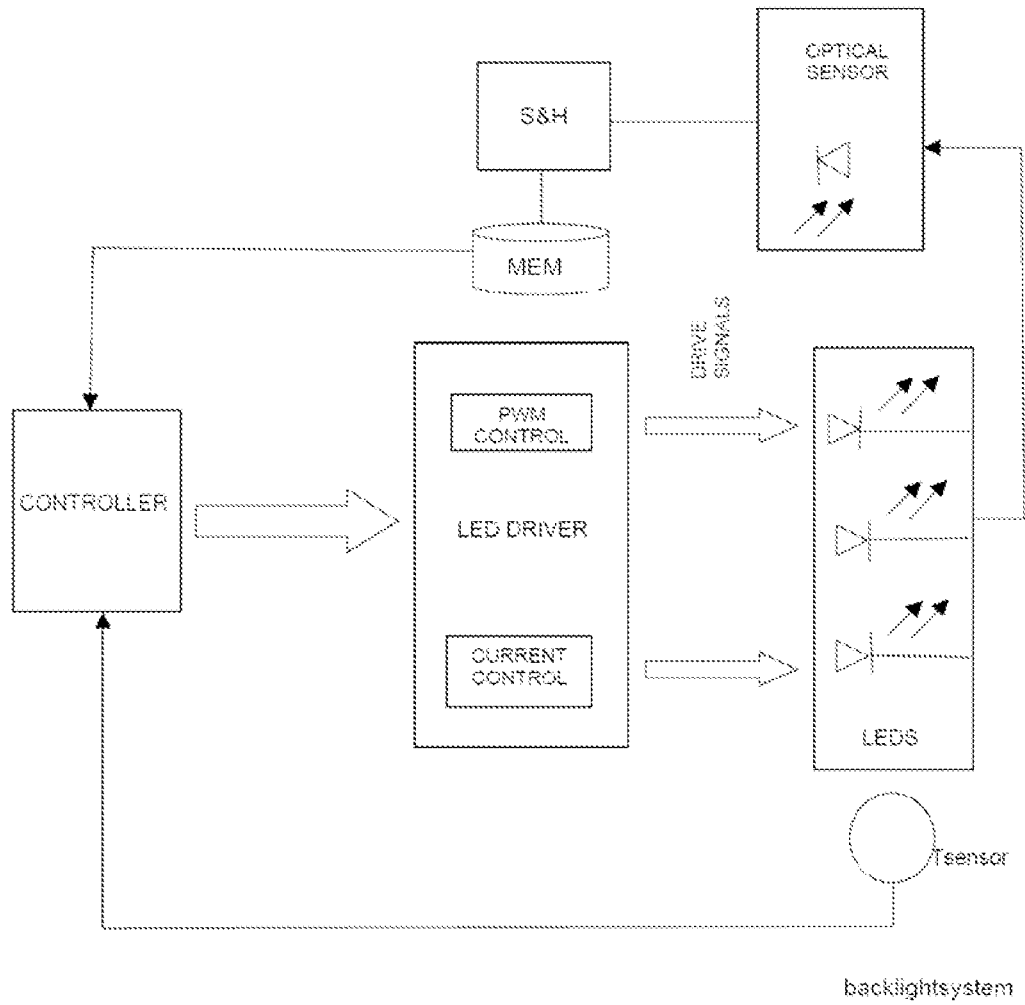 OPTICAL
SENSOR
S&H
MEM
DRIVE
SIGNALS
PWM
CONTROL
CONTROLLER
LED DRIVER
CURRENT
CONTROL
LEDS
Tsensor
backlightsystem